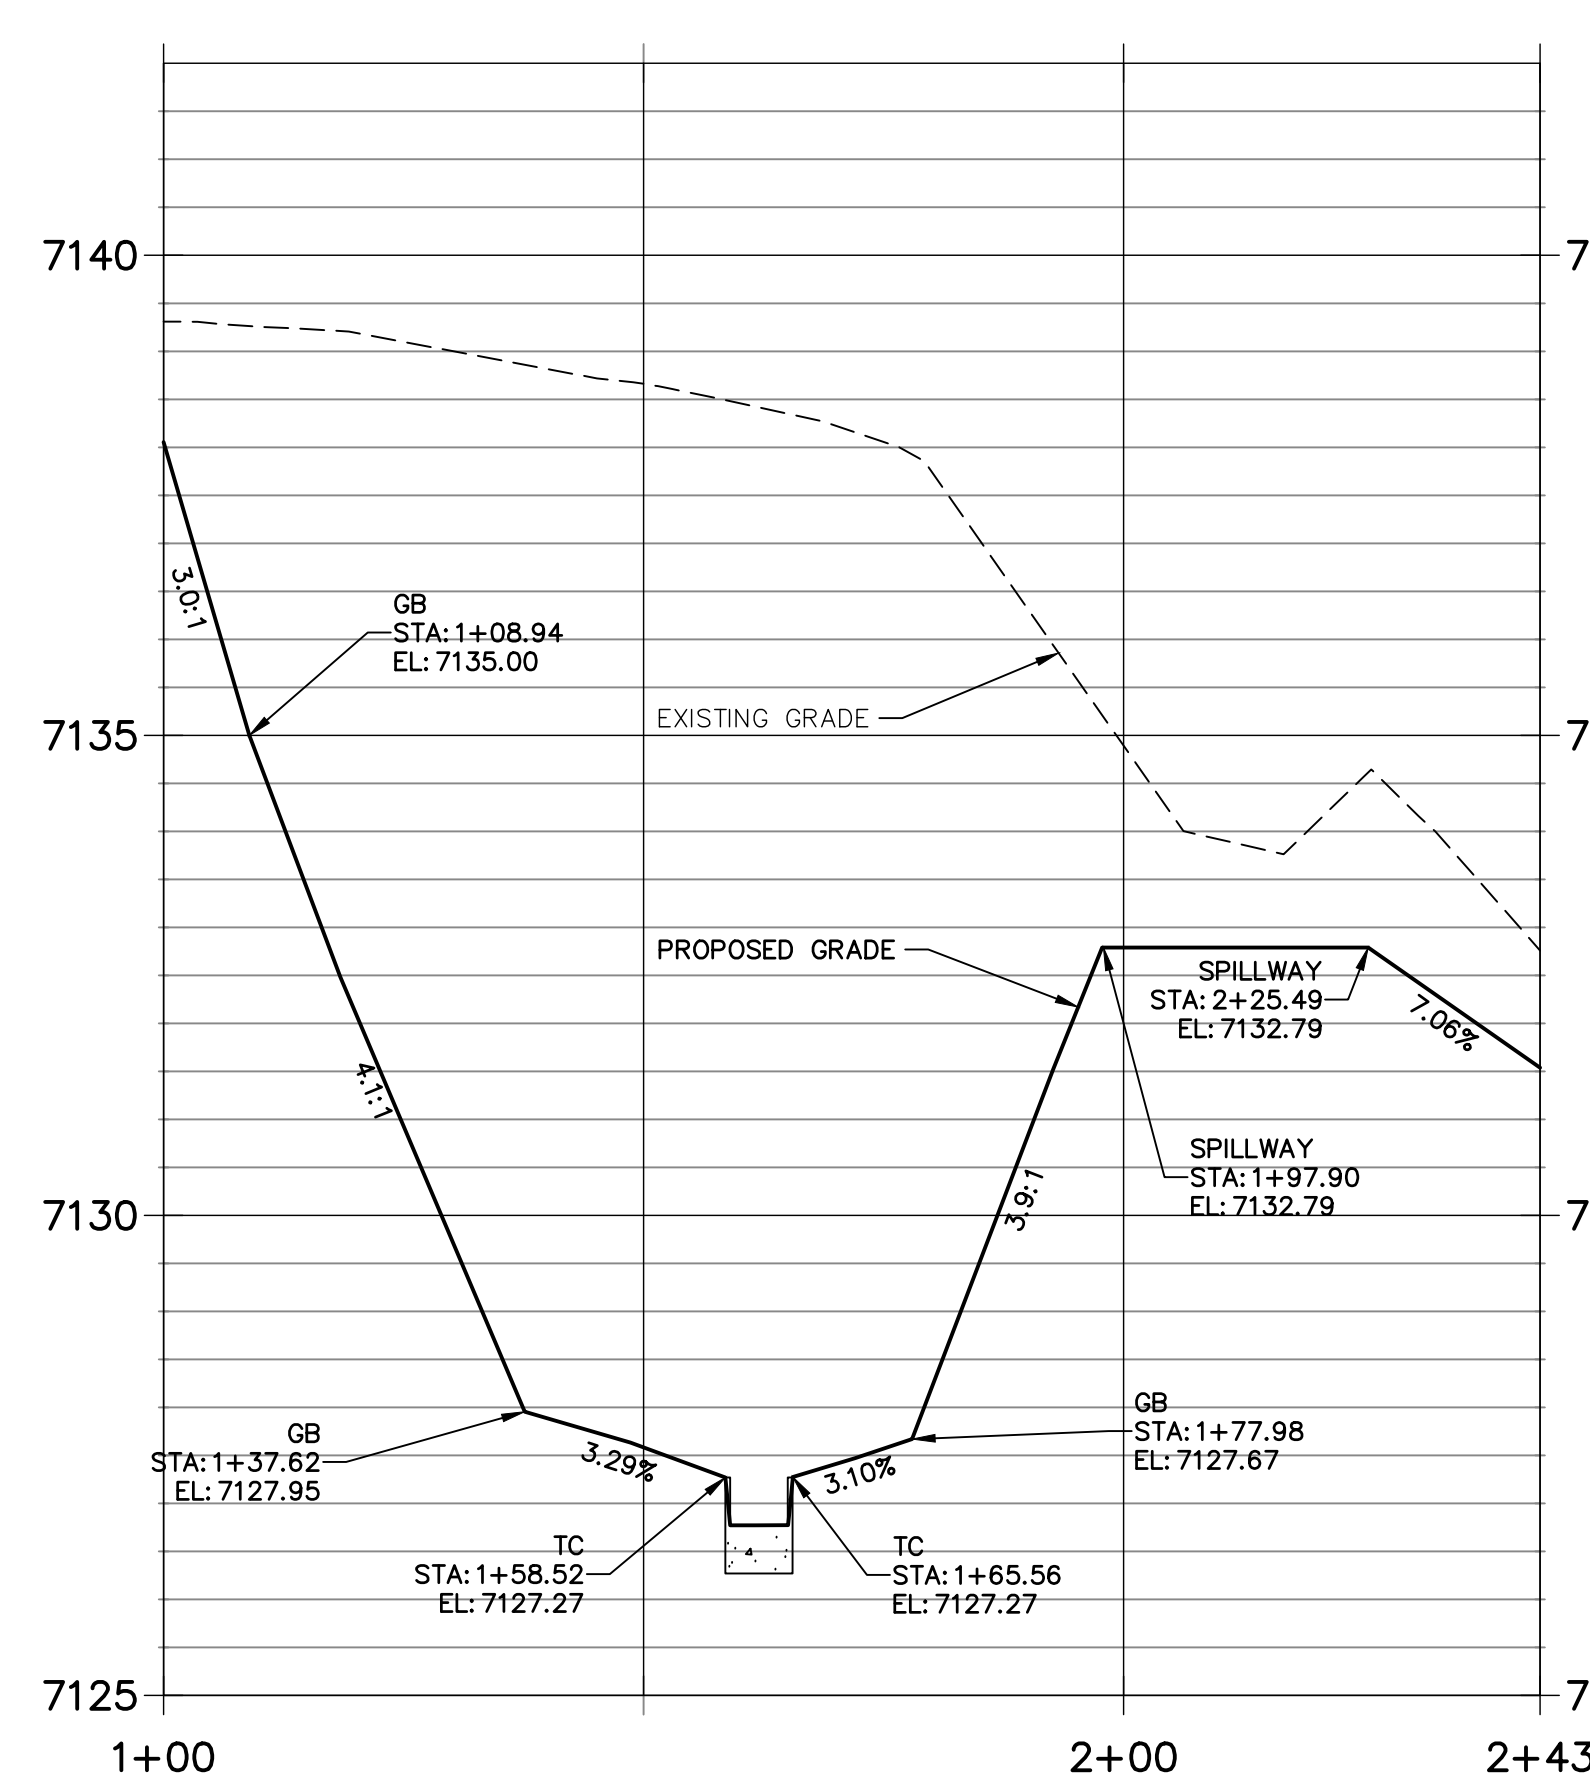 7140
7
3.0:1
GB
STA: 1+08.94
EL: 7135.00
EXISTING GRADE
7135
7
PROPOSED GRADE
SPILLWAY
STA: 2+25.49
EL: 7132.79
7.06%
4.1:1
SPILLWAY
STA: 1+97.90
EL: 7132.79
3.9:1
7130
7
GB
STA: 1+37.62
EL: 7127.95
3.29%
3.10%
GB
STA: 1+77.98
EL: 7127.67
TC
STA: 1+58.52
EL: 7127.27
TC
STA: 1+65.56
EL: 7127.27
7125
7
1+00
2+00
2+43